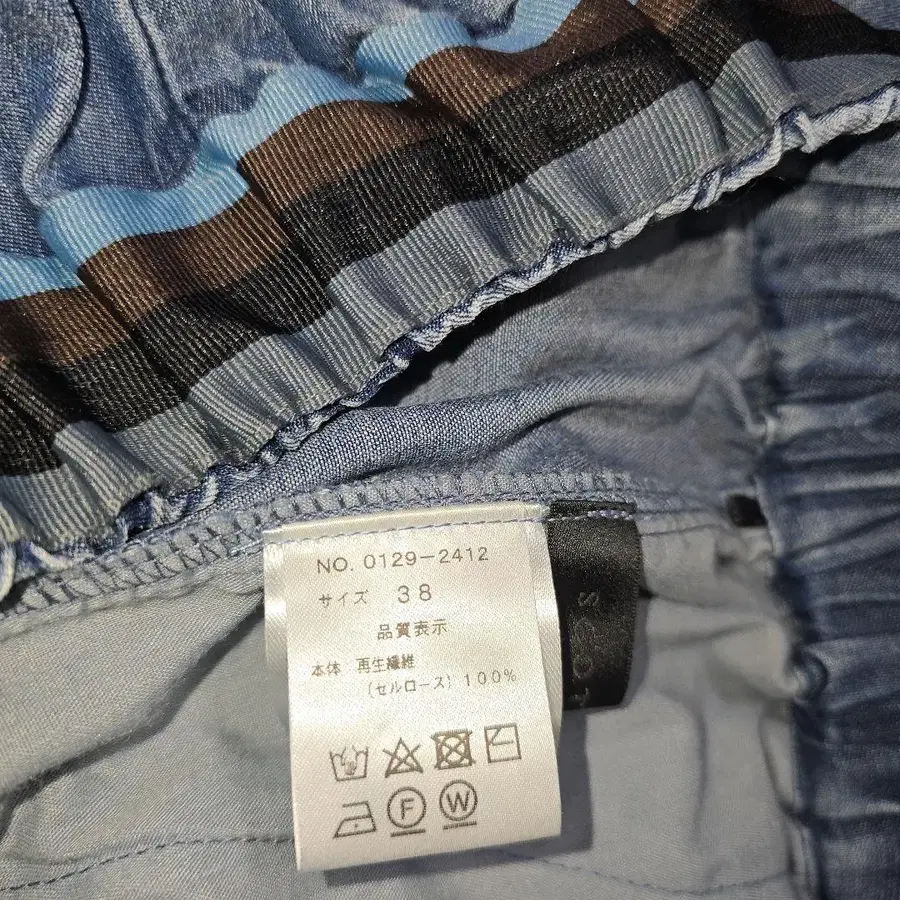 NO. 0129-2412
サイズ 38
品質表示
本体 再生繊維
(セルロース) 100%
F W